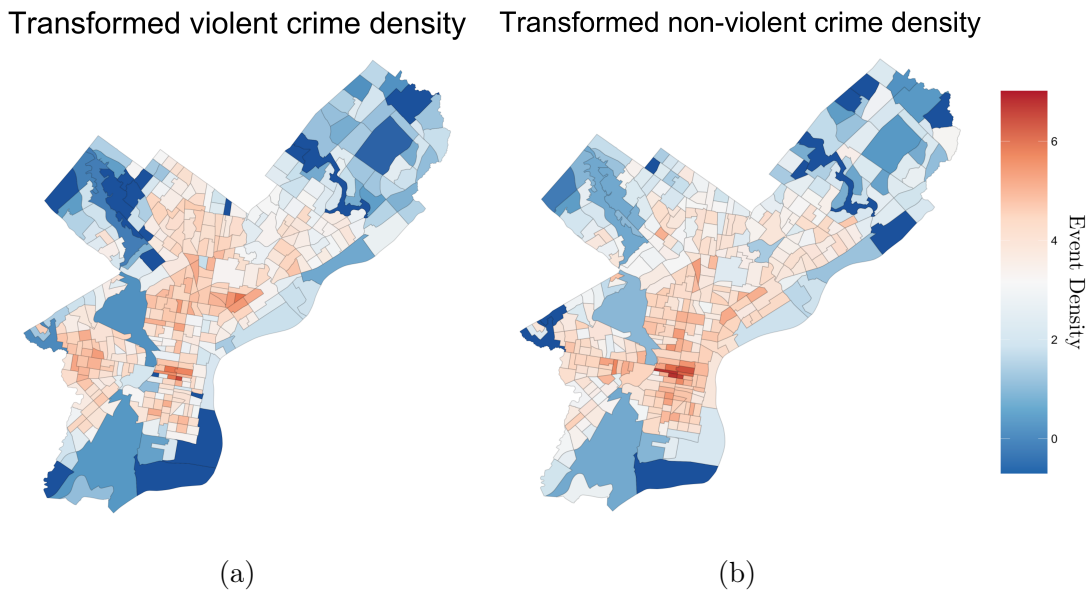 Transformed violent crime density
Transformed non-violent crime density
6
4
2
0
Event Density
(a)
(b)